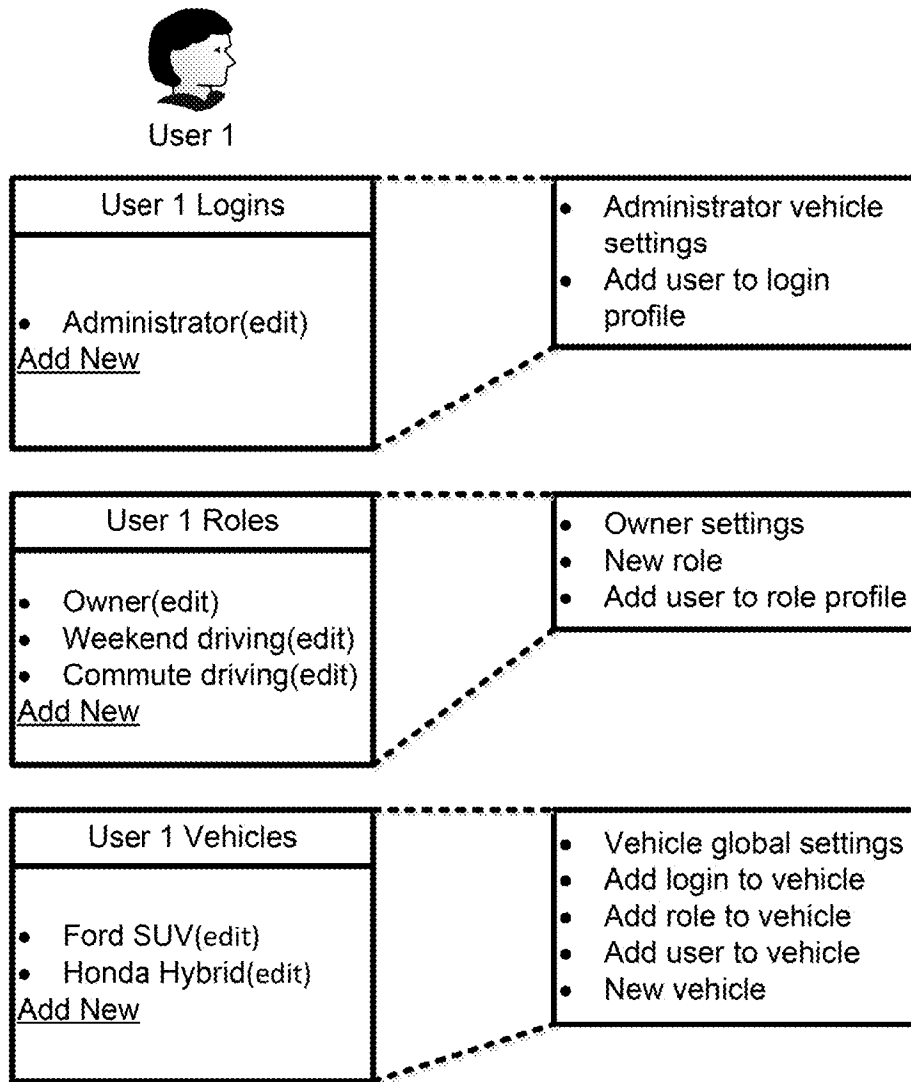 User 1
User 1 Logins
• Administrator(edit)
Add New
• Administrator vehicle
settings
• Add user to login
profile
User 1 Roles
• Owner(edit)
• Weekend driving(edit)
• Commute driving(edit)
Add New
• Owner settings
• New role
• Add user to role profile
User 1 Vehicles
• Ford SUV(edit)
• Honda Hybrid(edit)
Add New
• Vehicle global settings
• Add login to vehicle
• Add role to vehicle
• Add user to vehicle
• New vehicle